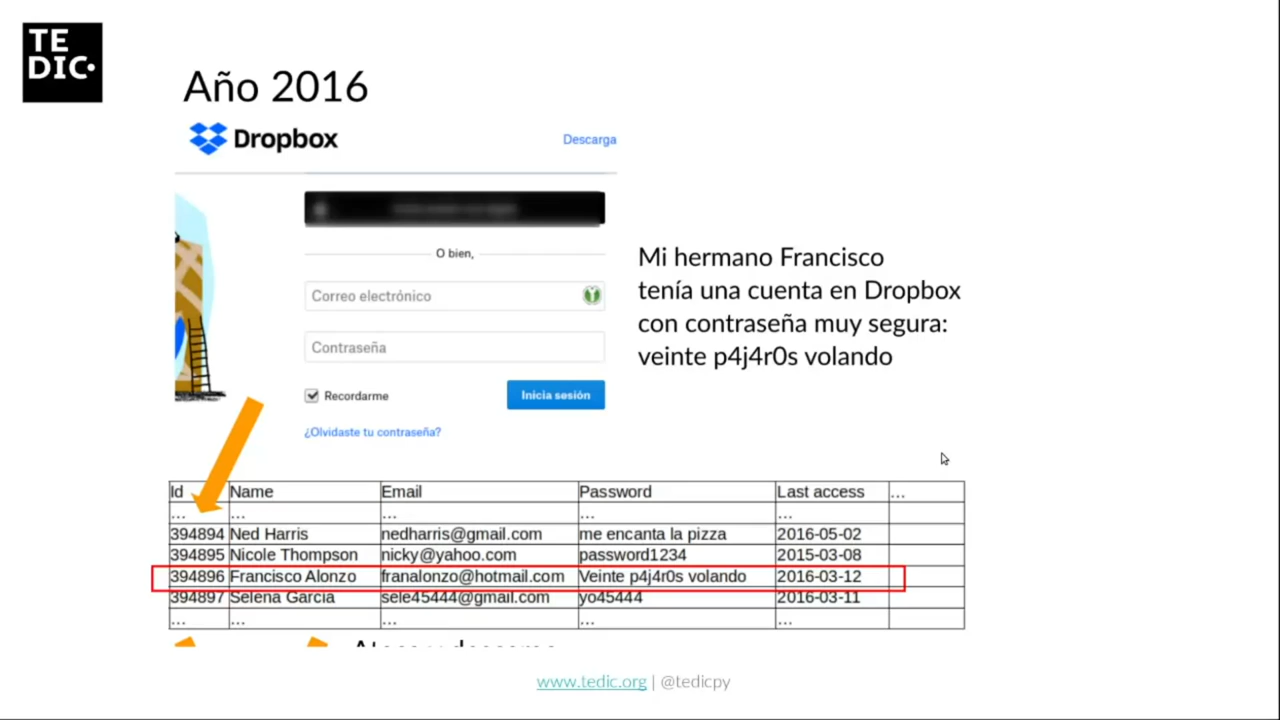 TE
DIC•
Año 2016
Dropbox
Descarga
O bien,
Correo electrónico
Contraseña
Recordarme
Inicia sesión
¿Olvidaste tu contraseña?
Mi hermano Francisco
tenía una cuenta en Dropbox
con contraseña muy segura:
veinte p4j4r0s volando
Id Name Email Password Last access ...
... ... ... ... ...
394894 Ned Harris nedharris@gmail.com me encanta la pizza 2016-05-02
394895 Nicole Thompson nicky@yahoo.com password1234 2015-03-08
394896 Francisco Alonzo franalonzo@hotmail.com Veinte p4j4r0s volando 2016-03-12
394897 Selena Garcia sele45444@gmail.com yo45444 2016-03-11
... ... ... ... ...
www.tedic.org | @tedicpy